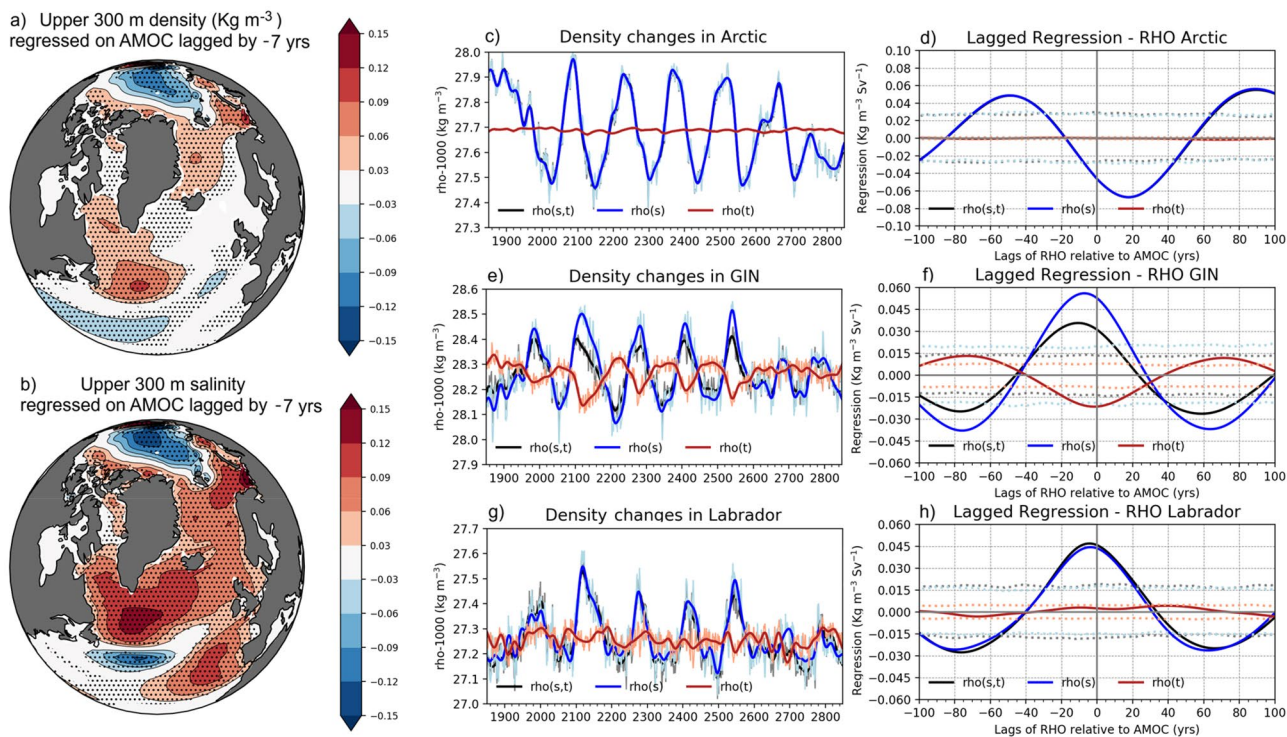 a) Upper 300 m density (Kg m⁻³)
regressed on AMOC lagged by -7 yrs
0.15
0.12
0.09
0.06
0.03
−0.03
−0.06
−0.09
−0.12
−0.15
b) Upper 300 m salinity
regressed on AMOC lagged by -7 yrs
0.15
0.12
0.09
0.06
0.03
−0.03
−0.06
−0.09
−0.12
−0.15
c) Density changes in Arctic
rho-1000 (kg m⁻³)
28.0
27.9
27.8
27.7
27.6
27.5
27.4
27.3
rho(s,t) rho(s) rho(t)
1900 2000 2100 2200 2300 2400 2500 2600 2700 2800
d) Lagged Regression - RHO Arctic
Regression (Kg m⁻³ Sv⁻¹)
0.10
0.08
0.06
0.04
0.02
0.00
−0.02
−0.04
−0.06
−0.08
−0.10
rho(s,t) rho(s) rho(t)
−100 −80 −60 −40 −20 0 20 40 60 80 100
Lags of RHO relative to AMOC (yrs)
e) Density changes in GIN
rho-1000 (kg m⁻³)
28.6
28.5
28.4
28.3
28.2
28.1
28.0
27.9
rho(s,t) rho(s) rho(t)
1900 2000 2100 2200 2300 2400 2500 2600 2700 2800
f) Lagged Regression - RHO GIN
Regression (Kg m⁻³ Sv⁻¹)
0.060
0.045
0.030
0.015
0.000
−0.015
−0.030
−0.045
−0.060
rho(s,t) rho(s) rho(t)
−100 −80 −60 −40 −20 0 20 40 60 80 100
Lags of RHO relative to AMOC (yrs)
g) Density changes in Labrador
rho-1000 (kg m⁻³)
27.7
27.6
27.5
27.4
27.3
27.2
27.1
27.0
rho(s,t) rho(s) rho(t)
1900 2000 2100 2200 2300 2400 2500 2600 2700 2800
h) Lagged Regression - RHO Labrador
Regression (Kg m⁻³ Sv⁻¹)
0.060
0.045
0.030
0.015
0.000
−0.015
−0.030
−0.045
−0.060
rho(s,t) rho(s) rho(t)
−100 −80 −60 −40 −20 0 20 40 60 80 100
Lags of RHO relative to AMOC (yrs)